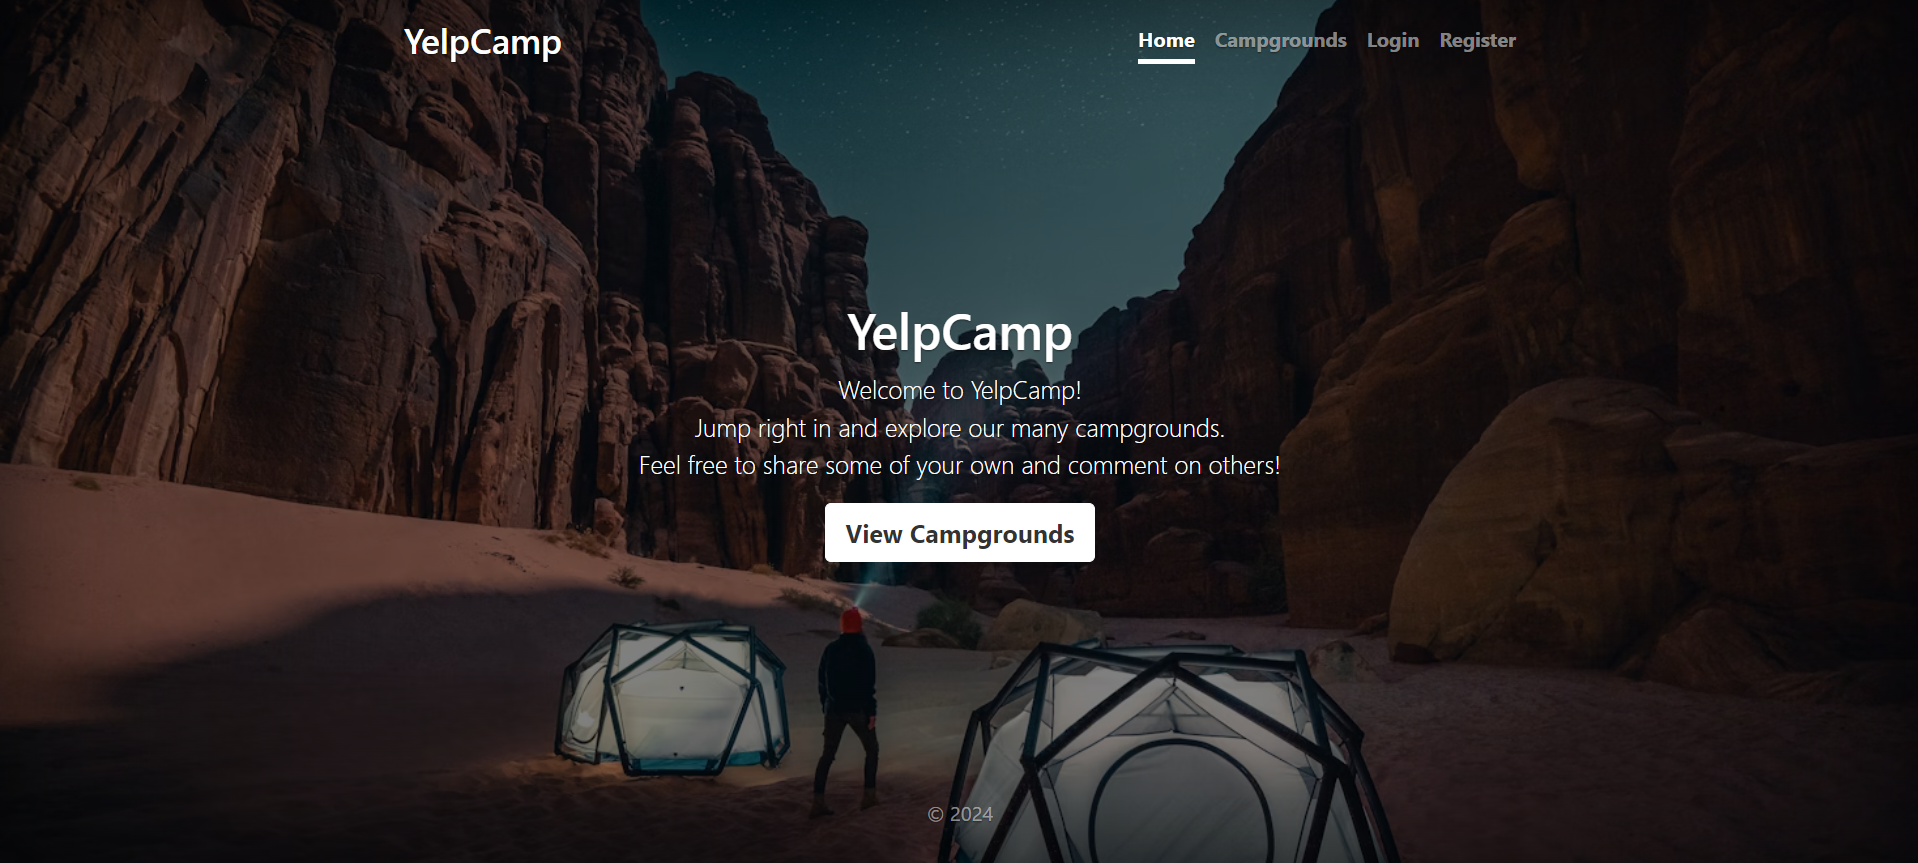 YelpCamp
Home Campgrounds Login Register
YelpCamp
Welcome to YelpCamp!
Jump right in and explore our many campgrounds.
Feel free to share some of your own and comment on others!
View Campgrounds
© 2024